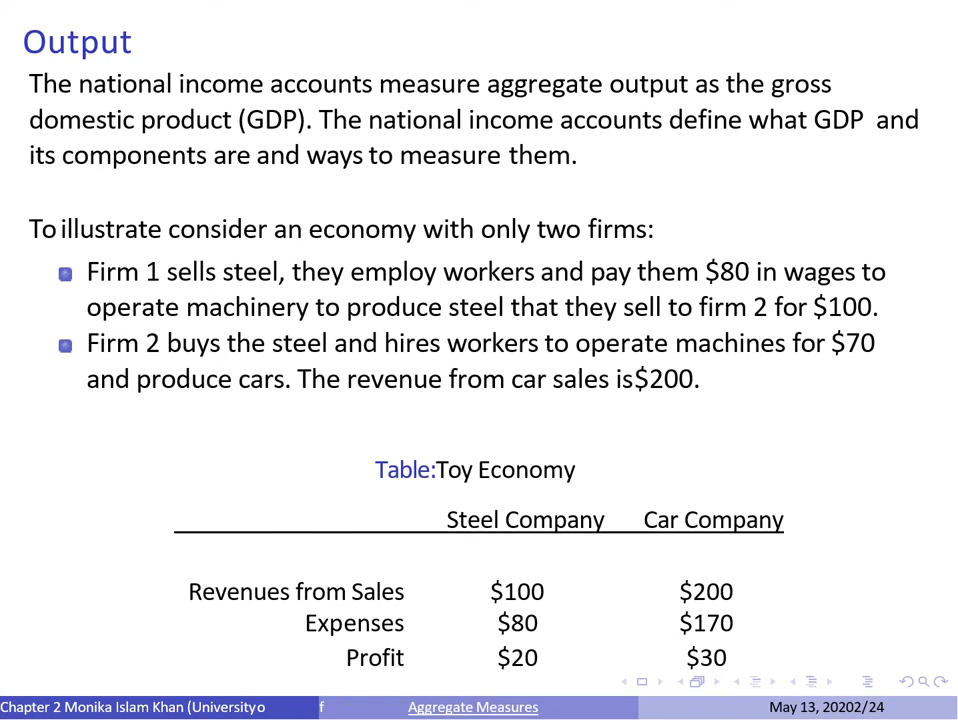 Output
The national income accounts measure aggregate output as the gross
domestic product (GDP). The national income accounts define what GDP and
its components are and ways to measure them.
To illustrate consider an economy with only two firms:
Firm 1 sells steel, they employ workers and pay them $80 in wages to
operate machinery to produce steel that they sell to firm 2 for $100.
Firm 2 buys the steel and hires workers to operate machines for $70
and produce cars. The revenue from car sales is$200.
Table:Toy Economy
Steel Company Car Company
Revenues from Sales $100 $200
Expenses $80 $170
Profit $20 $30
Chapter 2 Monika Islam Khan (Universityo f Aggregate Measures May 13, 20202/24